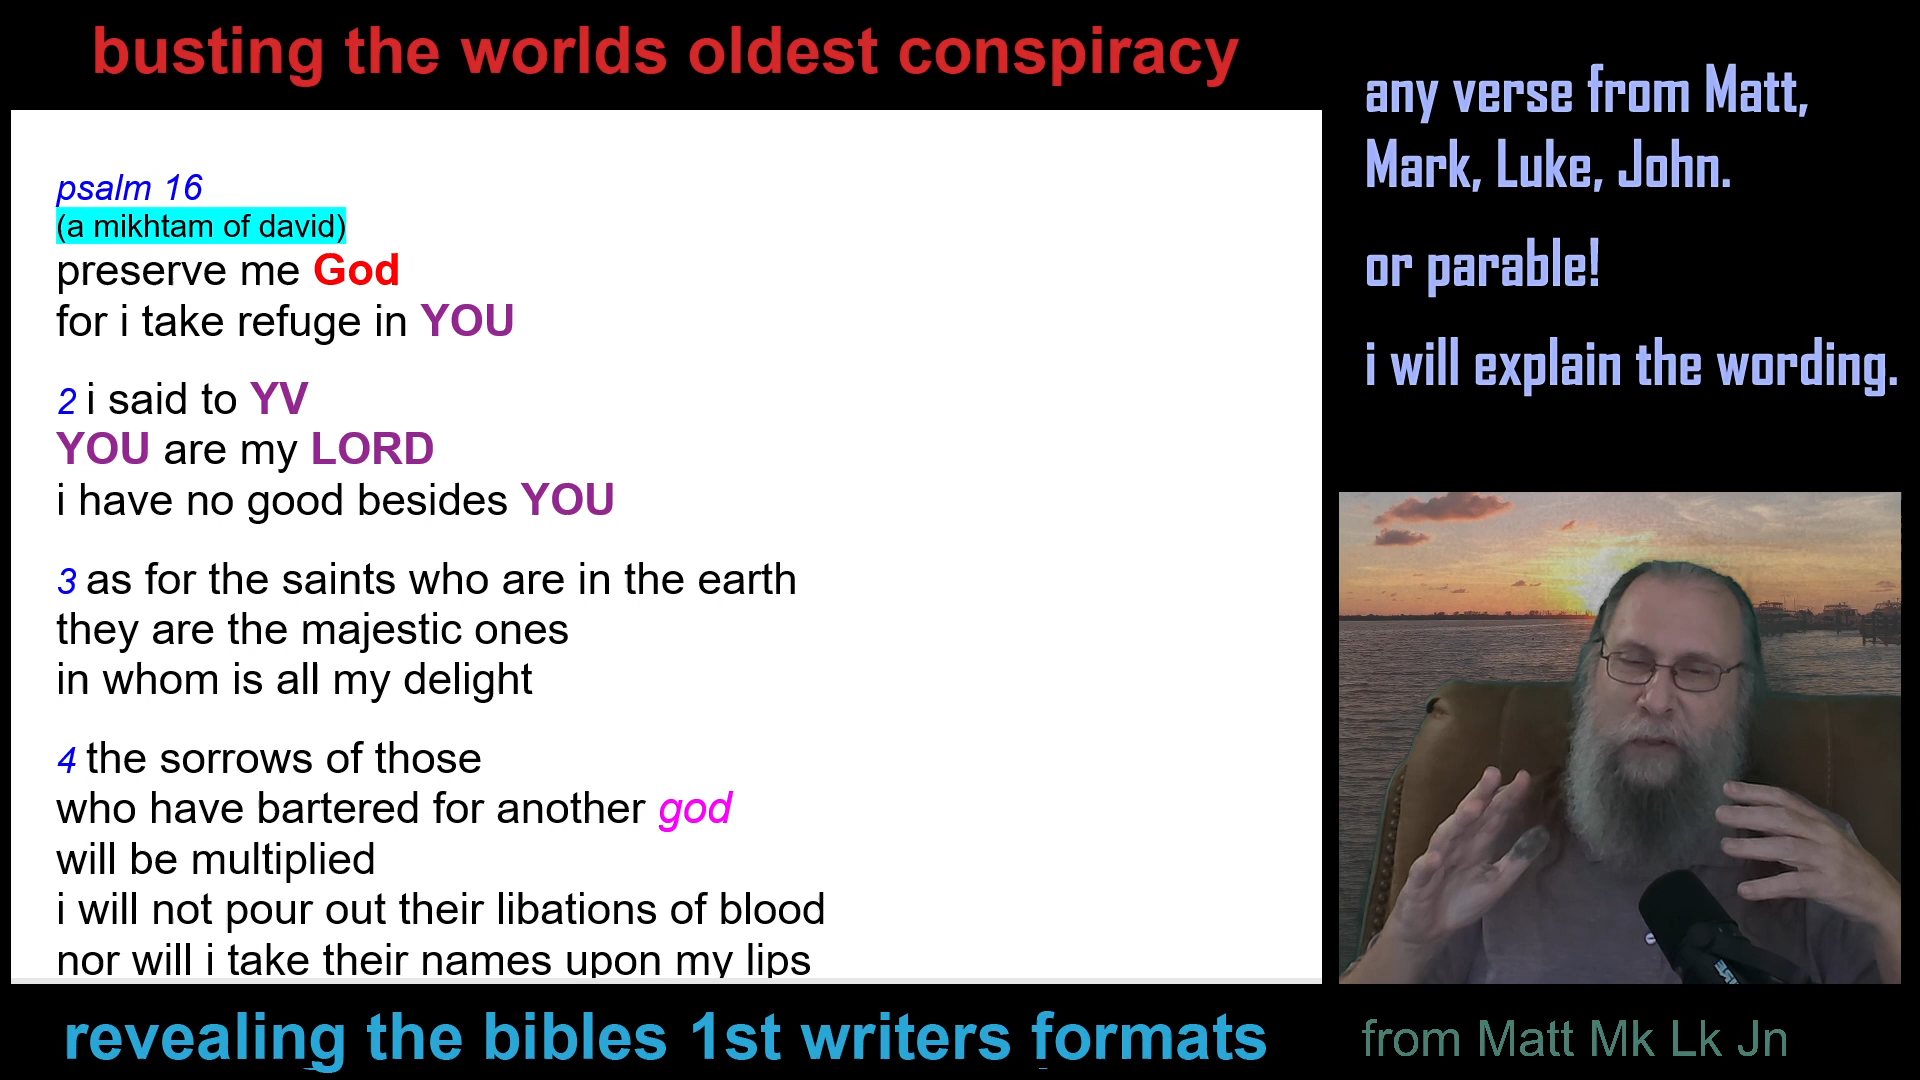 busting the worlds oldest conspiracy
psalm 16
(a mikhtam of david)
preserve me God
for i take refuge in YOU
2 i said to YV
YOU are my LORD
i have no good besides YOU
3 as for the saints who are in the earth
they are the majestic ones
in whom is all my delight
4 the sorrows of those
who have bartered for another god
will be multiplied
i will not pour out their libations of blood
nor will i take their names upon my lips
revealing the bibles 1st writers formats
any verse from Matt,
Mark, Luke, John.
or parable!
i will explain the wording.
from Matt Mk Lk Jn